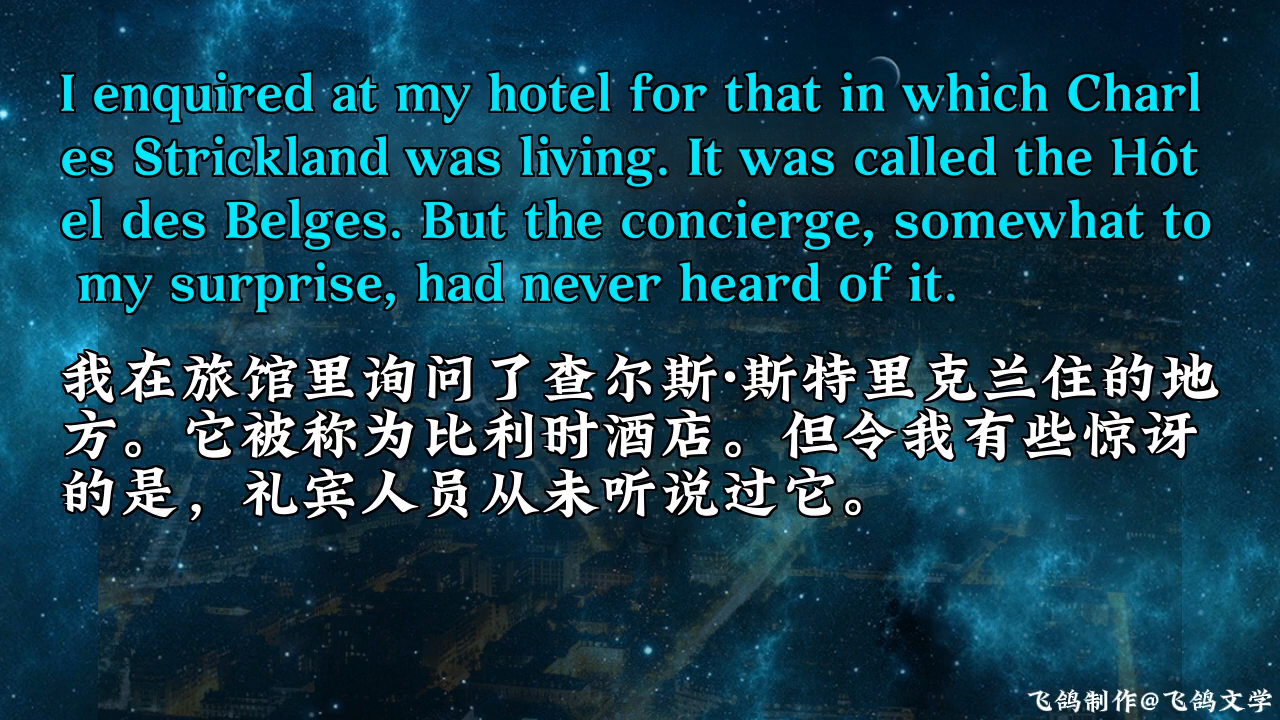 I enquired at my hotel for that in which Charl
es Strickland was living. It was called the Hôt
el des Belges. But the concierge, somewhat to
my surprise, had never heard of it.
我在旅馆里询问了查尔斯·斯特里克兰住的地
方。它被称为比利时酒店。但令我有些惊讶
的是，礼宾人员从未听说过它。
飞鸽制作@飞鸽文学